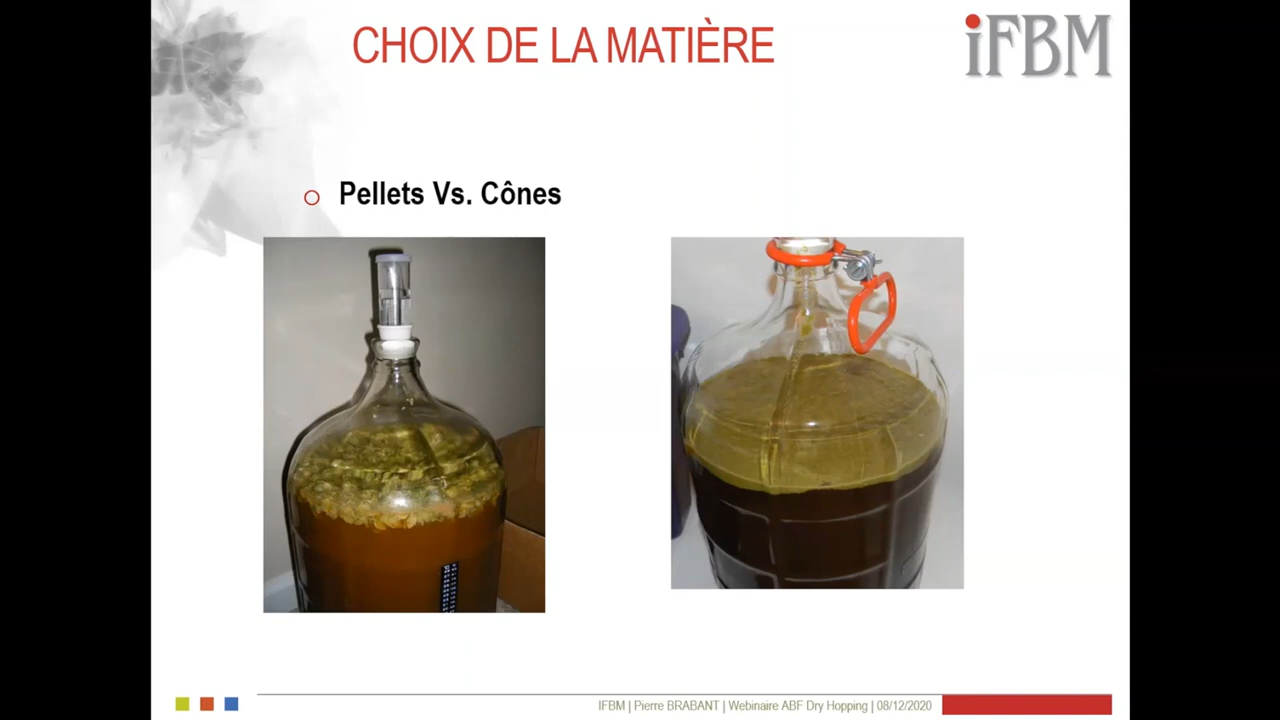 CHOIX DE LA MATIÈRE
iFBM
Pellets Vs. Cônes
IFBM | Pierre BRABANT | Webinaire ABF Dry Hopping | 08/12/2020